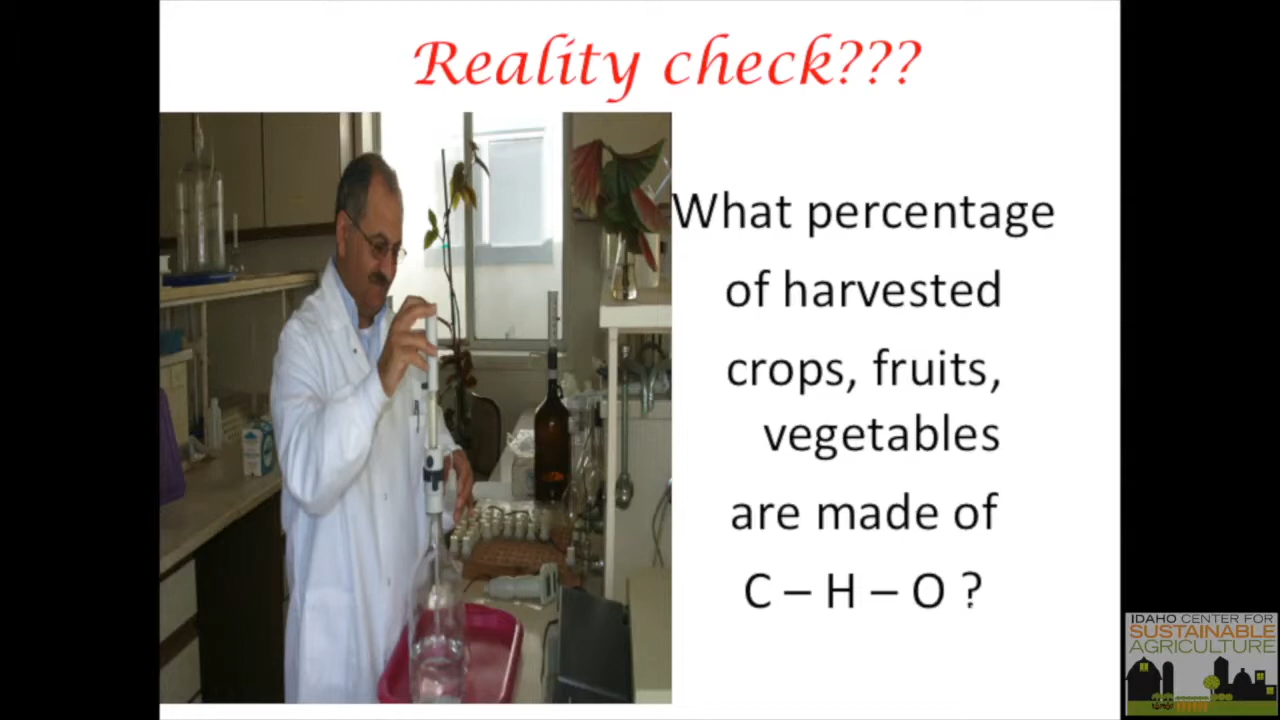 Reality check???
What percentage
of harvested
crops, fruits,
vegetables
are made of
C – H – O ?
IDAHO CENTER FOR
SUSTAINABLE
AGRICULTURE